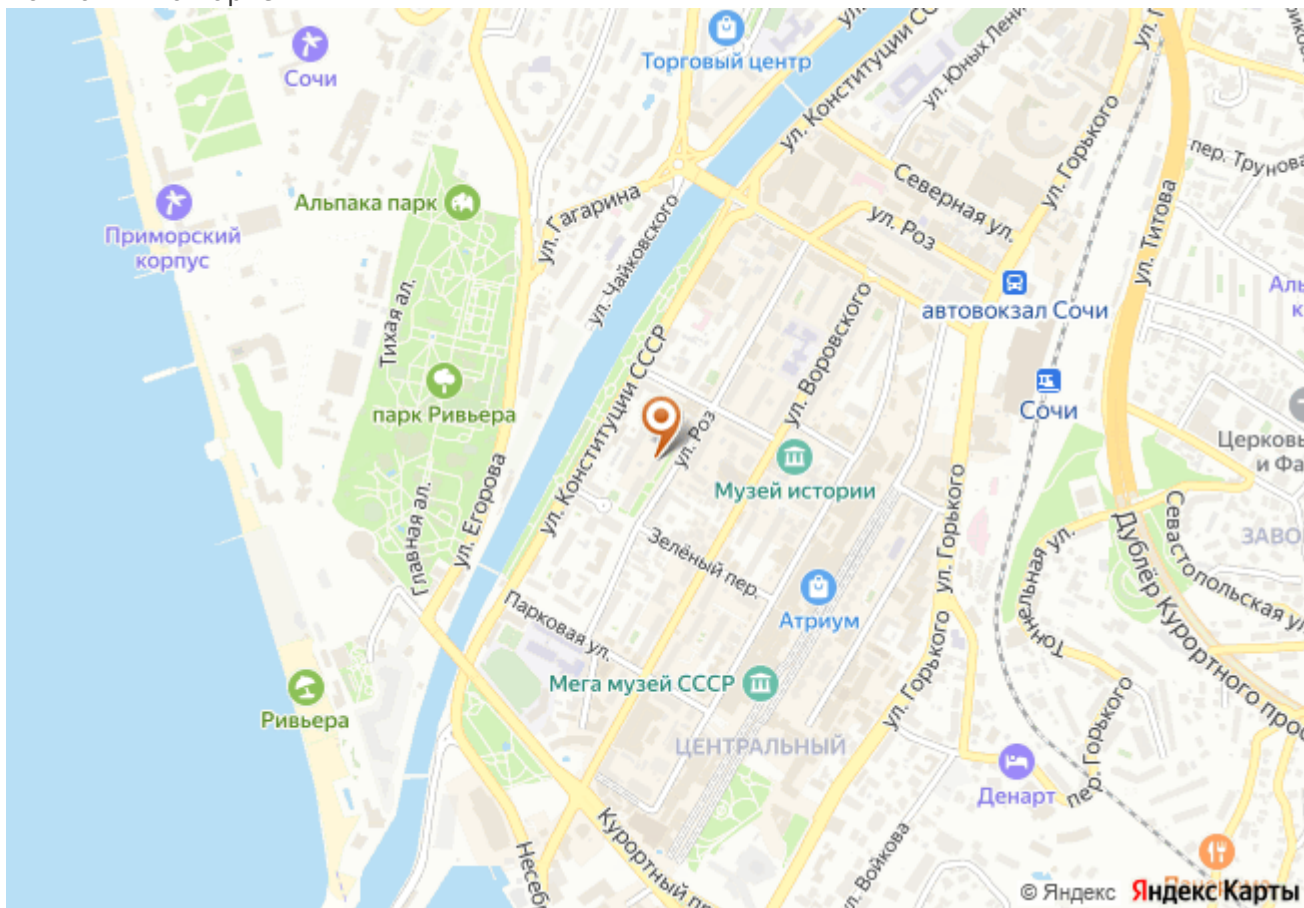 Сочи
Торговый центр
ул. Конституции ССС
ул. Юных Лени
ул. Горького
пер. Трунова
Северная ул.
ул. Роз
ул. Титова
Альпака парк
ул. Гагарина
ул. Чайковского
Приморский
корпус
Тихая ал.
автовокзал Сочи
парк Ривьера
ул. Конституции СССР
ул. Роз
ул. Воровского
Сочи
Церковь
и Фа
Музей истории
ул. Горького
Главная ал.
ул. Егорова
Зелёный пер.
Тоннельная ул.
Севастопольская ул.
ЗАВО
Дублёр Курортного прос
Атриум
Парковая ул.
Мега музей СССР
ул. Горького
пер. Горького
Ривьера
ЦЕНТРАЛЬНЫЙ
Денарт
Курортный пр
ул. Войкова
Несеб
© Яндекс Яндекс Карты